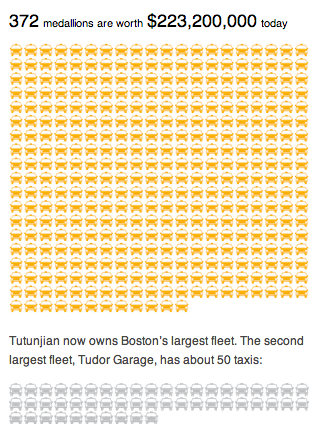 372 medallions are worth $223,200,000 today
Tutunjian now owns Boston's largest fleet. The second
largest fleet, Tudor Garage, has about 50 taxis: